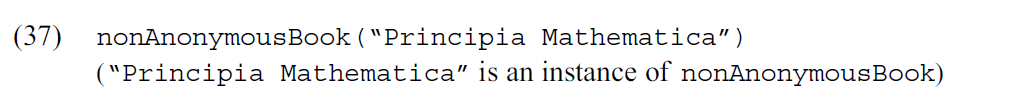 (37) nonAnonymousBook(“Principia Mathematica”)
(“Principia Mathematica” is an instance of nonAnonymousBook)